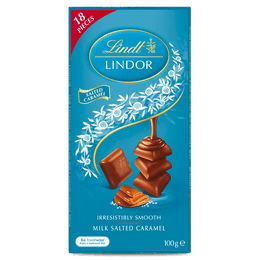 18
PIECES
Lindt
LINDOR
SALTED
CARAMEL
IRRESISTIBLY SMOOTH
MILK SALTED CARAMEL
100g e